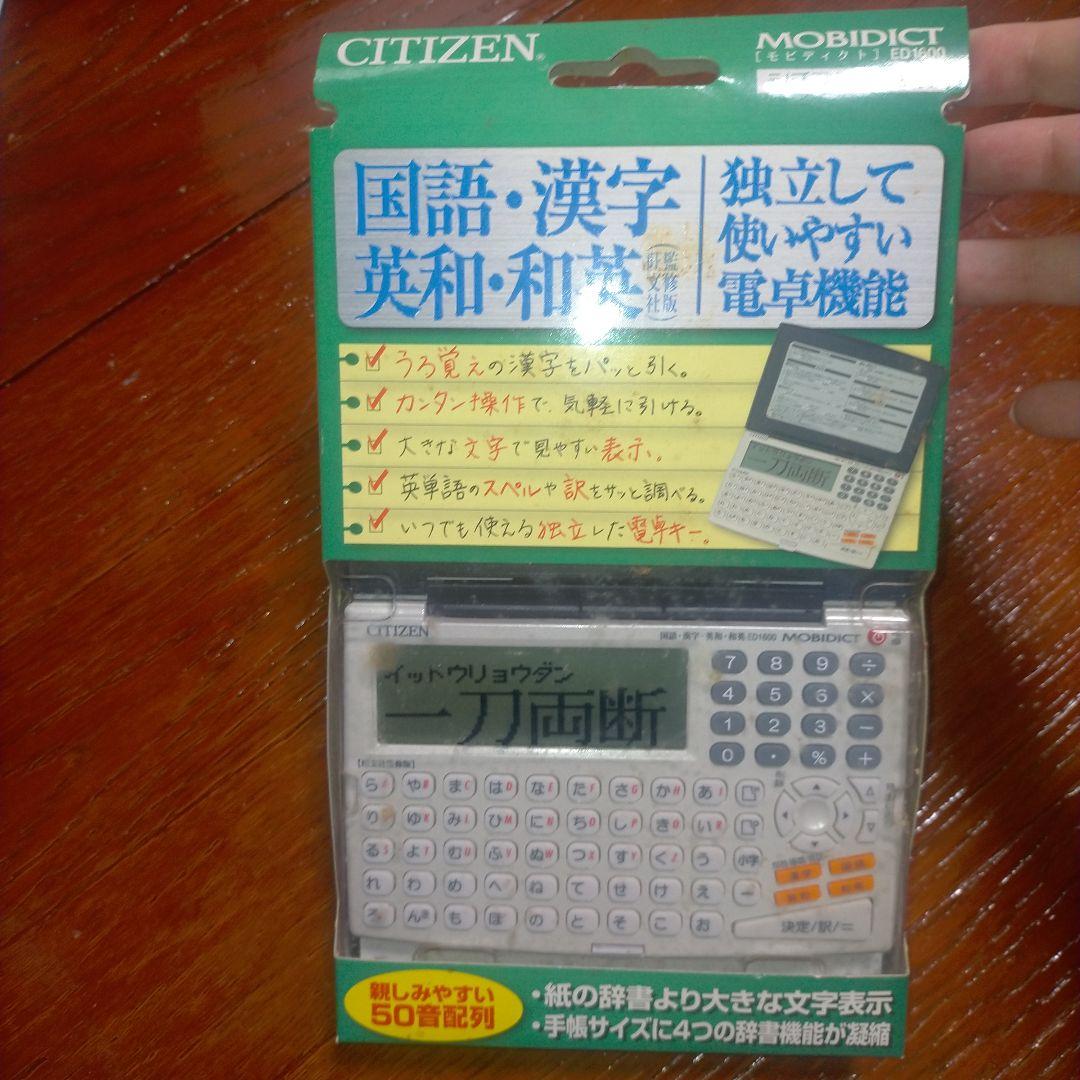 CITIZEN®
MOBIDICT
[モビディクト] ED1600
国語・漢字
英和・和英
(監修版 旺文社)
独立して
使いやすい
電卓機能
うろ覚えの漢字をパッと引く。
カンタン操作で、気軽に引ける。
大きな文字で見やすい表示。
英単語のスペルや訳をサッと調べる。
いつでも使える独立した電卓キー。
CITIZEN
国語・漢字・英和・和英 ED1600 MOBIDICT
イットウリョウダン
一刀両断
7 8 9 ÷
4 5 6 ×
1 2 3 −
0 ・ % +
ら や B ま C は D な E た F さ G か H あ I
り ゆ K み L ひ M に N ち O し P き Q い R
る S よ T む U ふ V ぬ W つ X す Y く Z う 小字
れ わ め へ ね て せ け え ー
ろ ん も ほ の と そ こ お 決定/訳/=
親しみやすい
50音配列
・紙の辞書より大きな文字表示
・手帳サイズに4つの辞書機能が凝縮